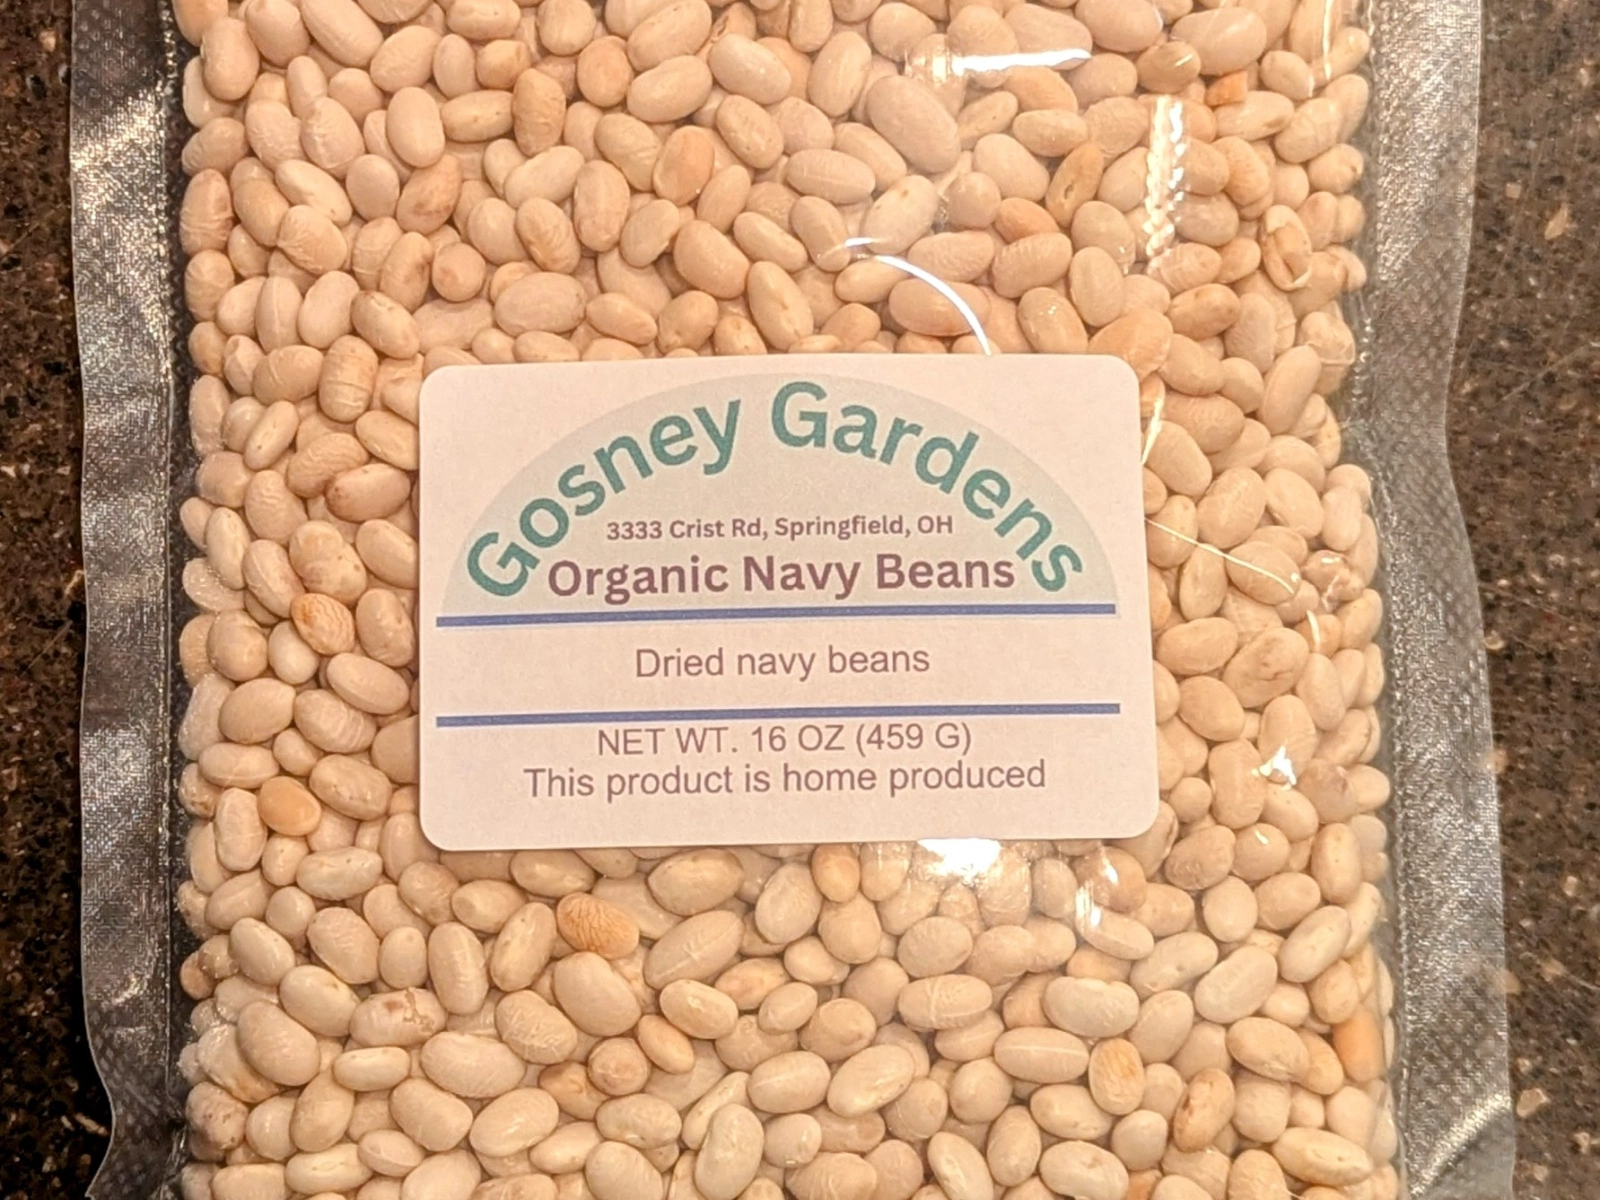 Gosney Gardens
3333 Crist Rd, Springfield, OH
Organic Navy Beans
Dried navy beans
NET WT. 16 OZ (459 G)
This product is home produced